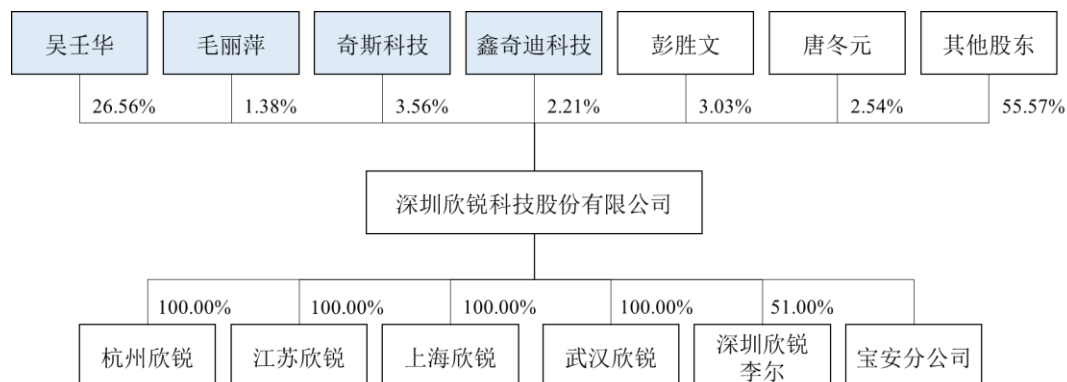 吴壬华
毛丽萍
奇斯科技
鑫奇迪科技
彭胜文
唐冬元
其他股东
26.56%
1.38%
3.56%
2.21%
3.03%
2.54%
55.57%
深圳欣锐科技股份有限公司
100.00%
100.00%
100.00%
100.00%
51.00%
杭州欣锐
江苏欣锐
上海欣锐
武汉欣锐
深圳欣锐
李尔
宝安分公司